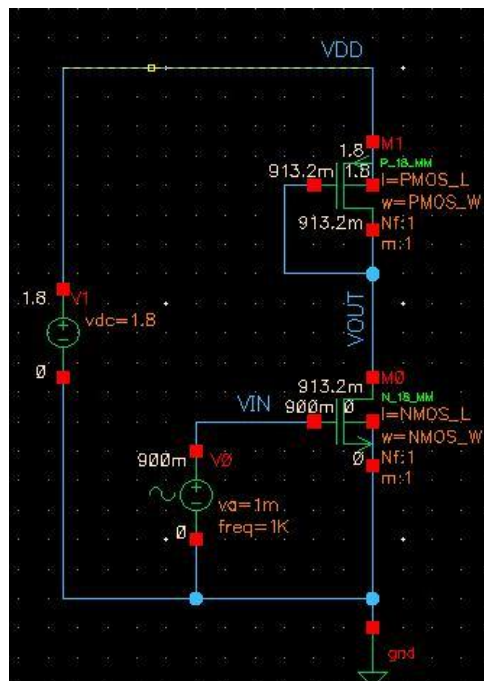 VDD
1.8
M1
P_18_MM
913.2m
1.8
l=PMOS_L
w=PMOS_W
913.2m
Nf:1
m:1
VOUT
1.8
V1
vdc=1.8
0
913.2m
M0
N_18_MM
VIN
900m
0
l=NMOS_L
w=NMOS_W
0
Nf:1
m:1
900m
V0
va=1m
freq=1K
0
gnd